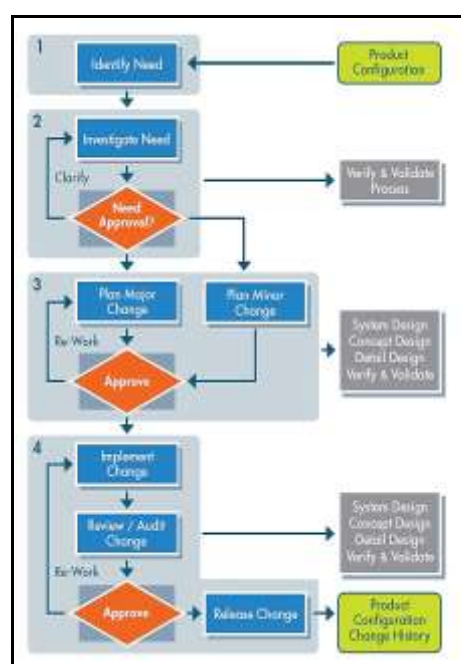 1
Identify Need
Product
Configuration
2
Investigate Need
Clarify
Need
Approval?
Verify & Validate
Process
3
Plan Major
Change
Plan Minor
Change
Re-Work
Approve
System Design
Concept Design
Detail Design
Verify & Validate
4
Implement
Change
Review / Audit
Change
Re-Work
Approve
Release Change
System Design
Concept Design
Detail Design
Verify & Validate
Product
Configuration
Change History